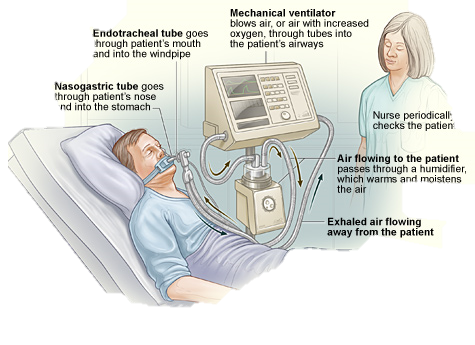 Mechanical ventilator
blows air, or air with increased
oxygen, through tubes into
the patient's airways
Endotracheal tube goes
through patient's mouth
and into the windpipe
Nasogastric tube goes
through patient's nose
and into the stomach
Nurse periodically
checks the patient
Air flowing to the patient
passes through a humidifier,
which warms and moistens
the air
Exhaled air flowing
away from the patient